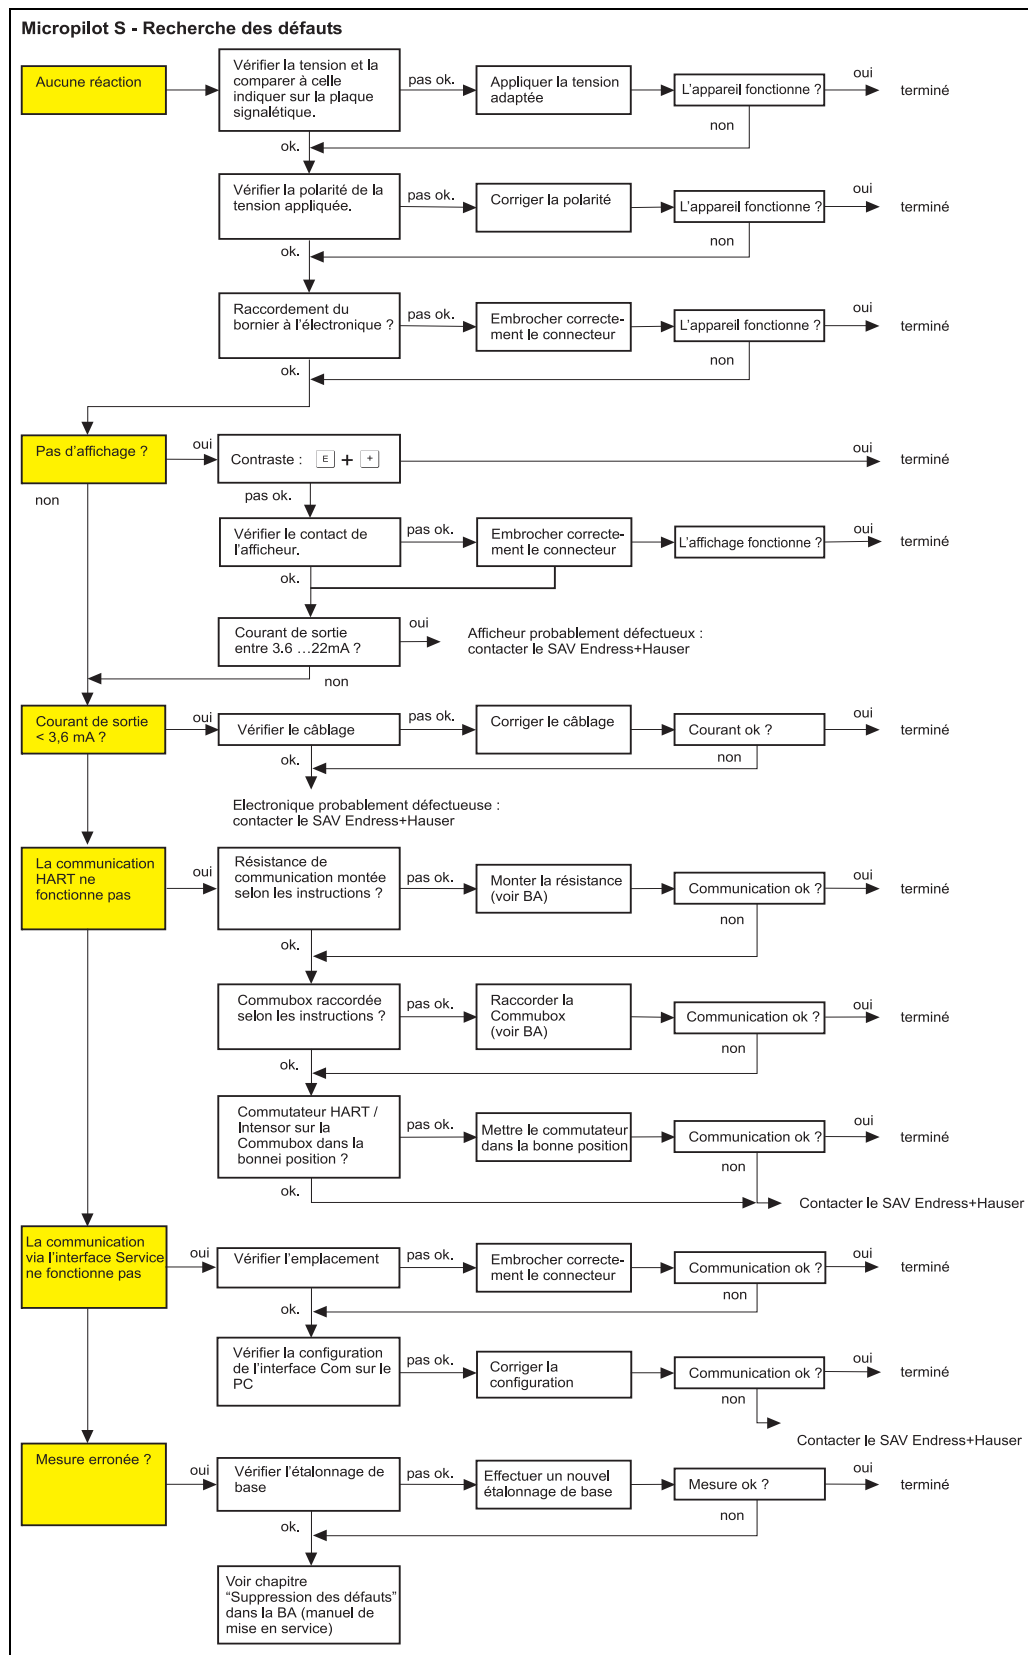 Micropilot S - Recherche des défauts
Aucune réaction
Vérifier la tension et la
comparer à celle
indiquer sur la plaque
signalétique.
pas ok.
Appliquer la tension
adaptée
L'appareil fonctionne ?
oui
terminé
non
ok.
Vérifier la polarité de la
tension appliquée.
pas ok.
Corriger la polarité
L'appareil fonctionne ?
oui
terminé
non
ok.
Raccordement du
bornier à l'électronique ?
pas ok.
Embrocher correcte-
ment le connecteur
L'appareil fonctionne ?
oui
terminé
non
ok.
Pas d'affichage ?
oui
Contraste : E + +
terminé
non
pas ok.
Vérifier le contact de
l'afficheur.
pas ok.
Embrocher correcte-
ment le connecteur
L'affichage fonctionne ?
oui
terminé
ok.
Courant de sortie
entre 3.6 ...22mA ?
oui
Afficheur probablement défectueux :
contacter le SAV Endress+Hauser
non
Courant de sortie
< 3,6 mA ?
oui
Vérifier le câblage
pas ok.
Corriger le câblage
Courant ok ?
oui
terminé
non
ok.
Electronique probablement défectueuse :
contacter le SAV Endress+Hauser
La communication
HART ne
fonctionne pas
oui
Résistance de
communication montée
selon les instructions ?
pas ok.
Monter la résistance
(voir BA)
Communication ok ?
oui
terminé
non
ok.
Commubox raccordée
selon les instructions ?
pas ok.
Raccorder la
Commubox
(voir BA)
Communication ok ?
oui
terminé
non
ok.
Commutateur HART /
Intensor sur la
Commubox dans la
bonnei position ?
pas ok.
Mettre le commutateur
dans la bonne position
Communication ok ?
oui
terminé
non
ok.
Contacter le SAV Endress+Hauser
La communication
via l'interface Service
ne fonctionne pas
oui
Vérifier l'emplacement
pas ok.
Embrocher correcte-
ment le connecteur
Communication ok ?
oui
terminé
non
ok.
Vérifier la configuration
de l'interface Com sur le
PC
pas ok.
Corriger la
configuration
Communication ok ?
oui
terminé
non
Contacter le SAV Endress+Hauser
Mesure erronée ?
oui
Vérifier l'étalonnage de
base
pas ok.
Effectuer un nouvel
étalonnage de base
Mesure ok ?
oui
terminé
non
ok.
Voir chapitre
“Suppression des défauts”
dans la BA (manuel de
mise en service)